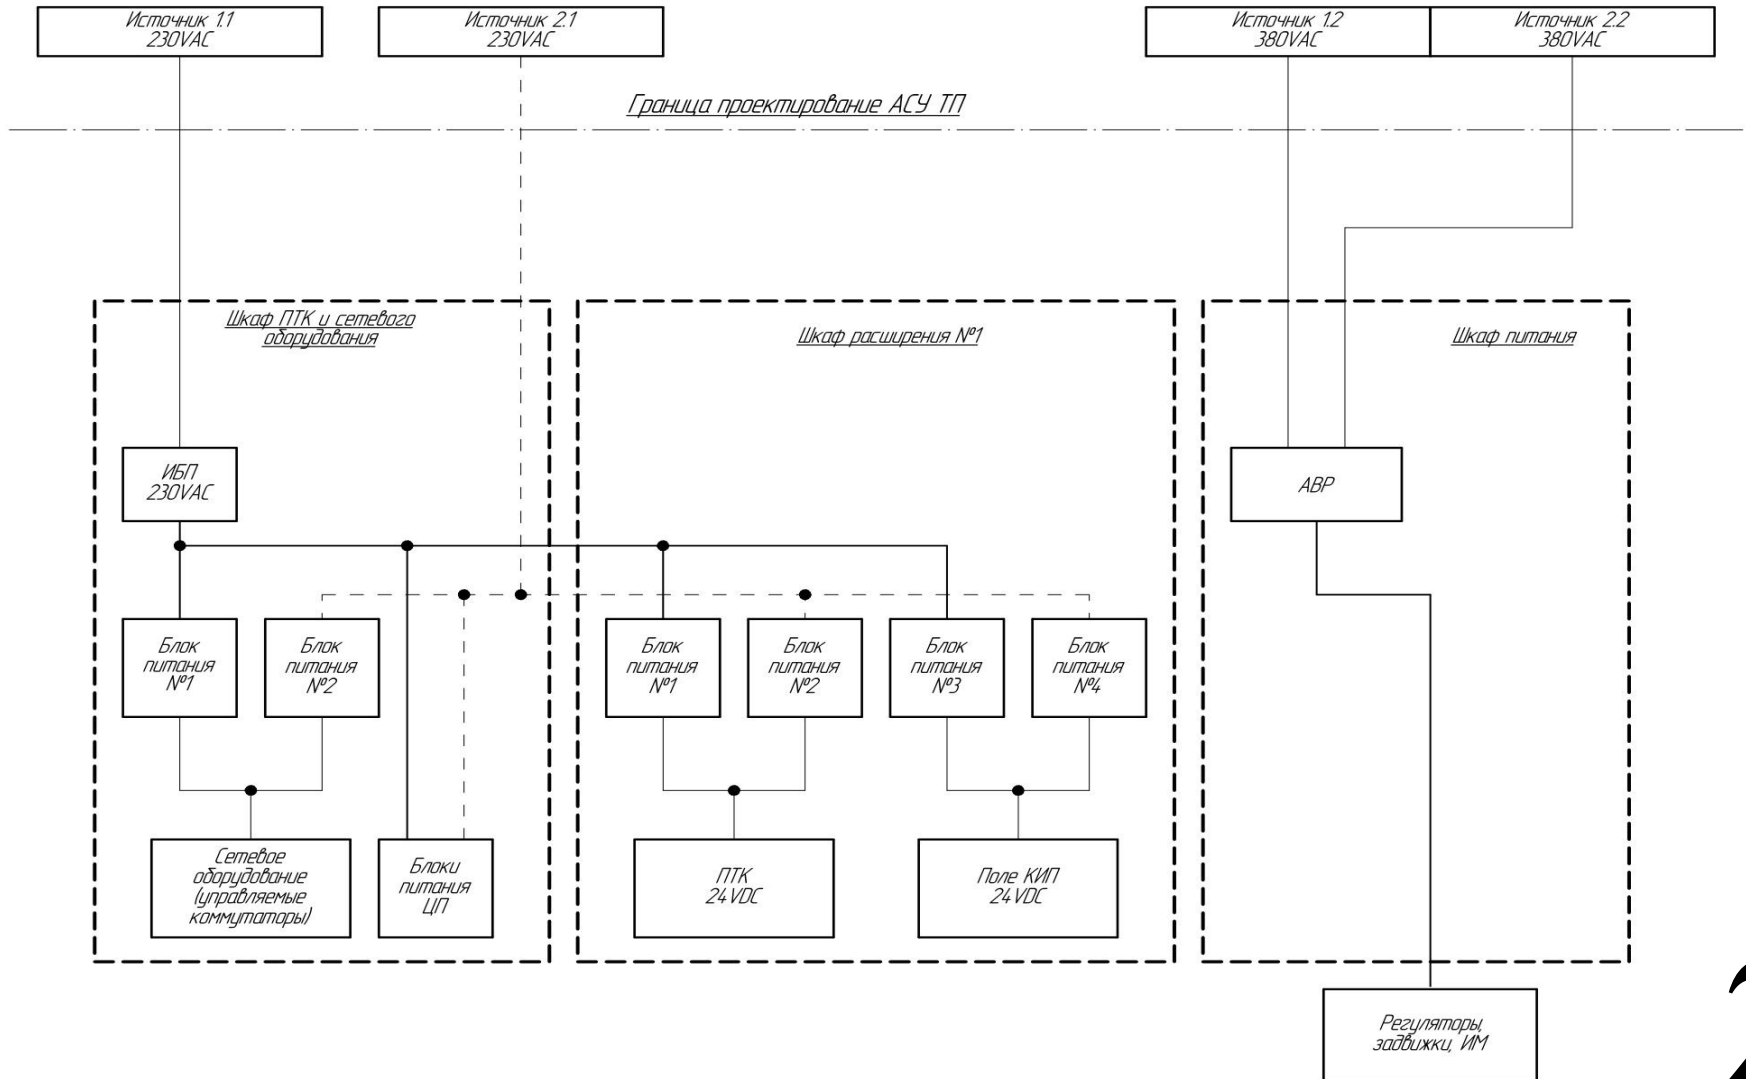 Источник 1.1
230VAC
Источник 2.1
230VAC
Источник 1.2
380VAC
Источник 2.2
380VAC
Граница проектирование АСУ ТП
Шкаф ПТК и сетевого
оборудования
Шкаф расширения №1
Шкаф питания
ИБП
230VAC
АВР
Блок
питания
№1
Блок
питания
№2
Блок
питания
№1
Блок
питания
№2
Блок
питания
№3
Блок
питания
№4
Сетевое
оборудование
(управляемые
коммутаторы)
Блоки
питания
ЦП
ПТК
24VDC
Поле КИП
24VDC
Регуляторы,
задвижки, ИМ